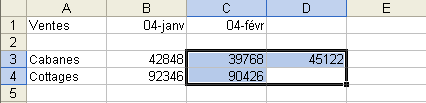 A B C D E
1 Ventes 04-janv 04-févr
2
3 Cabanes 42848 39768 45122
4 Cottages 92346 90426
5